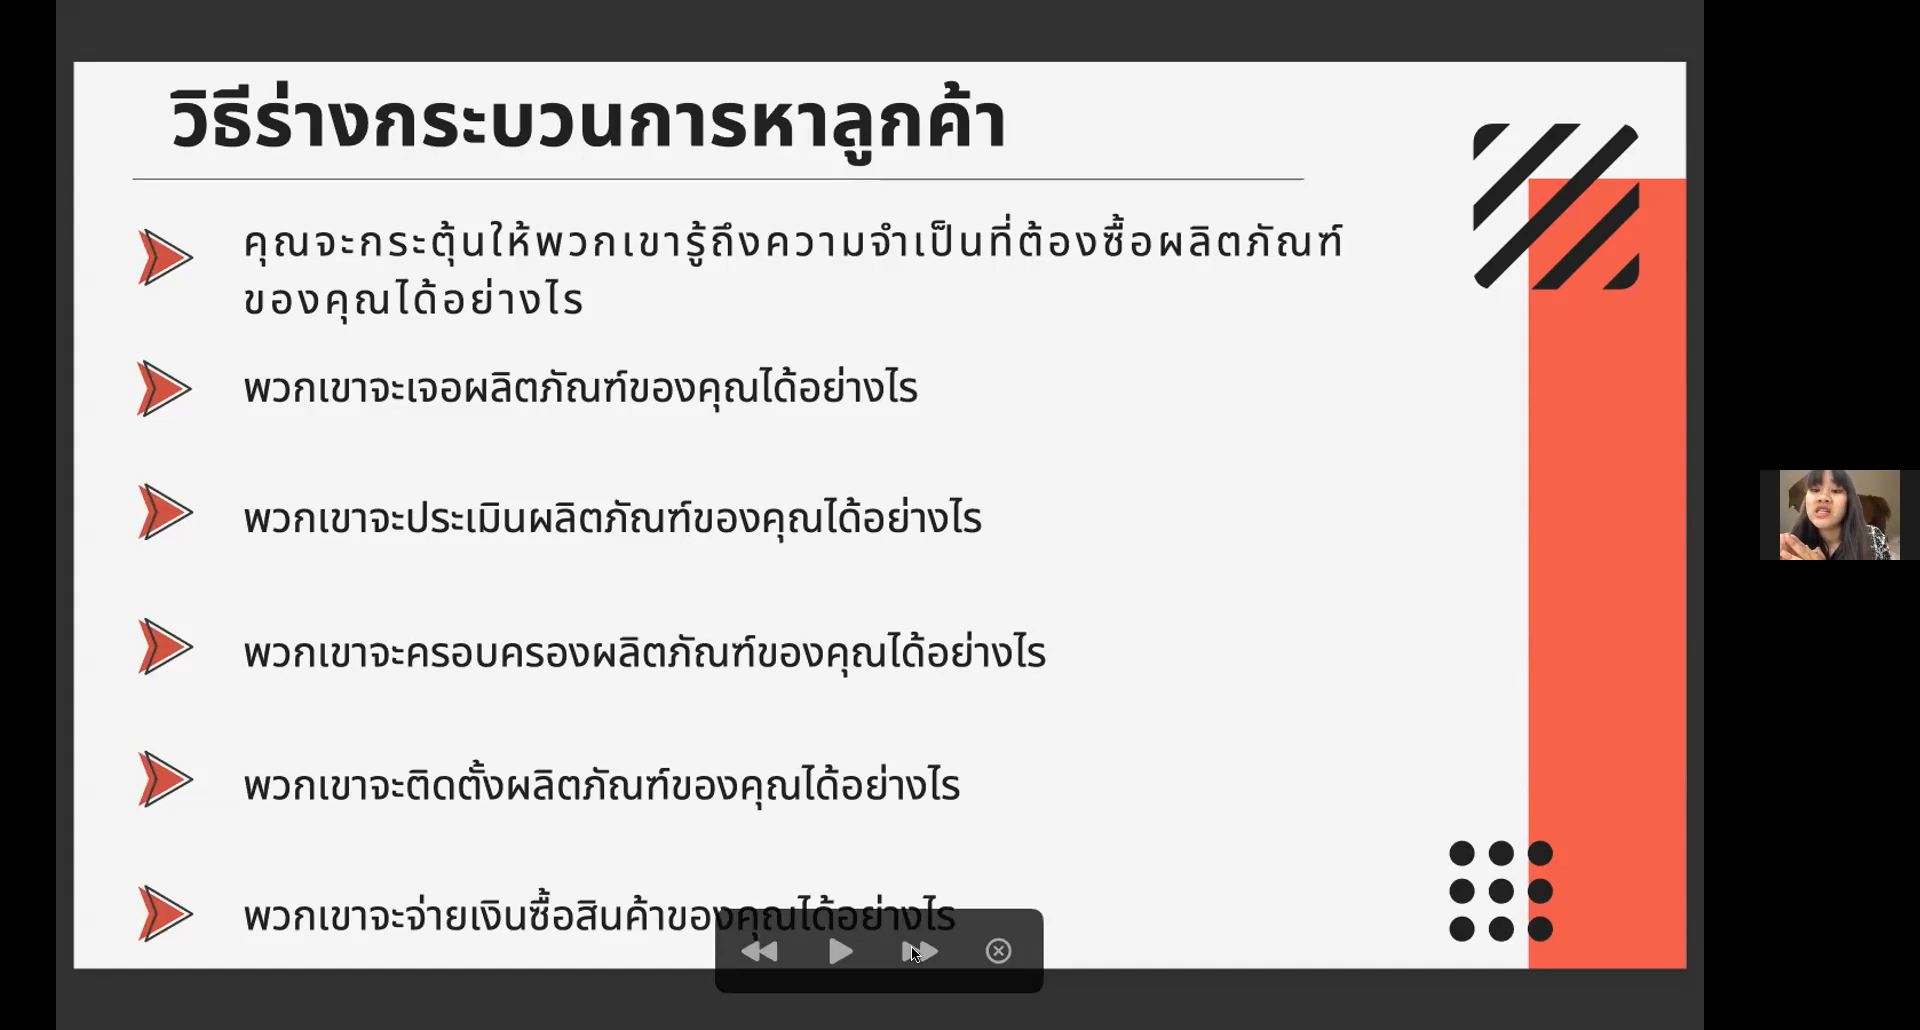 วิธีร่างกระบวนการหาลูกค้า
คุณจะกระตุ้นให้พวกเขารู้ถึงความจำเป็นที่ต้องซื้อผลิตภัณฑ์
ของคุณได้อย่างไร
พวกเขาจะเจอผลิตภัณฑ์ของคุณได้อย่างไร
พวกเขาจะประเมินผลิตภัณฑ์ของคุณได้อย่างไร
พวกเขาจะครอบครองผลิตภัณฑ์ของคุณได้อย่างไร
พวกเขาจะติดตั้งผลิตภัณฑ์ของคุณได้อย่างไร
พวกเขาจะจ่ายเงินซื้อสินค้าของคุณได้อย่างไร